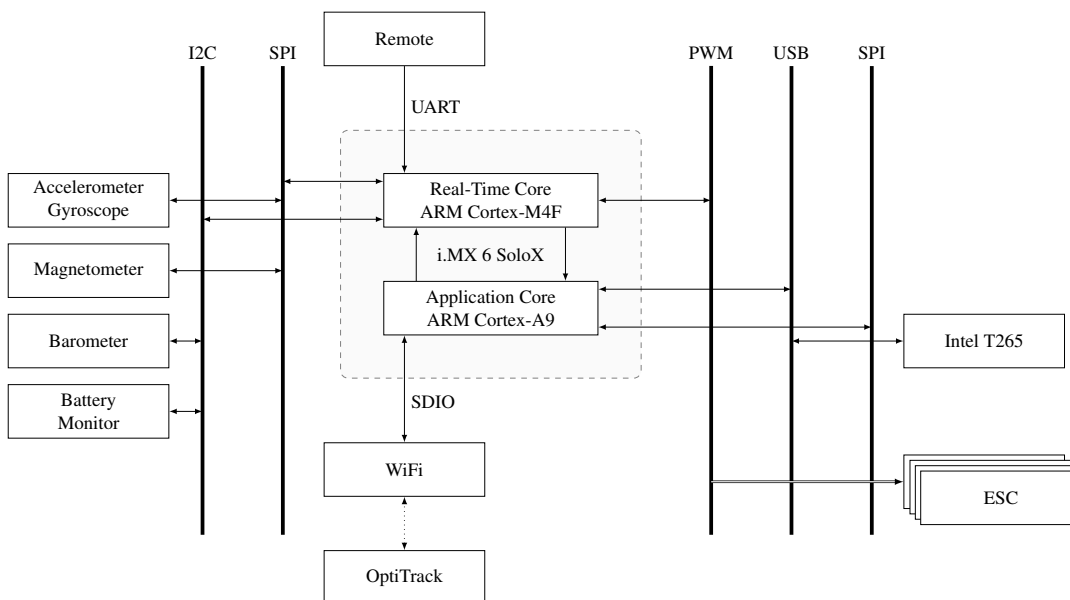 Remote
I2C
SPI
PWM
USB
SPI
UART
Accelerometer
Gyroscope
Real-Time Core
ARM Cortex-M4F
i.MX 6 SoloX
Magnetometer
Application Core
ARM Cortex-A9
Barometer
Intel T265
Battery
Monitor
SDIO
WiFi
ESC
OptiTrack